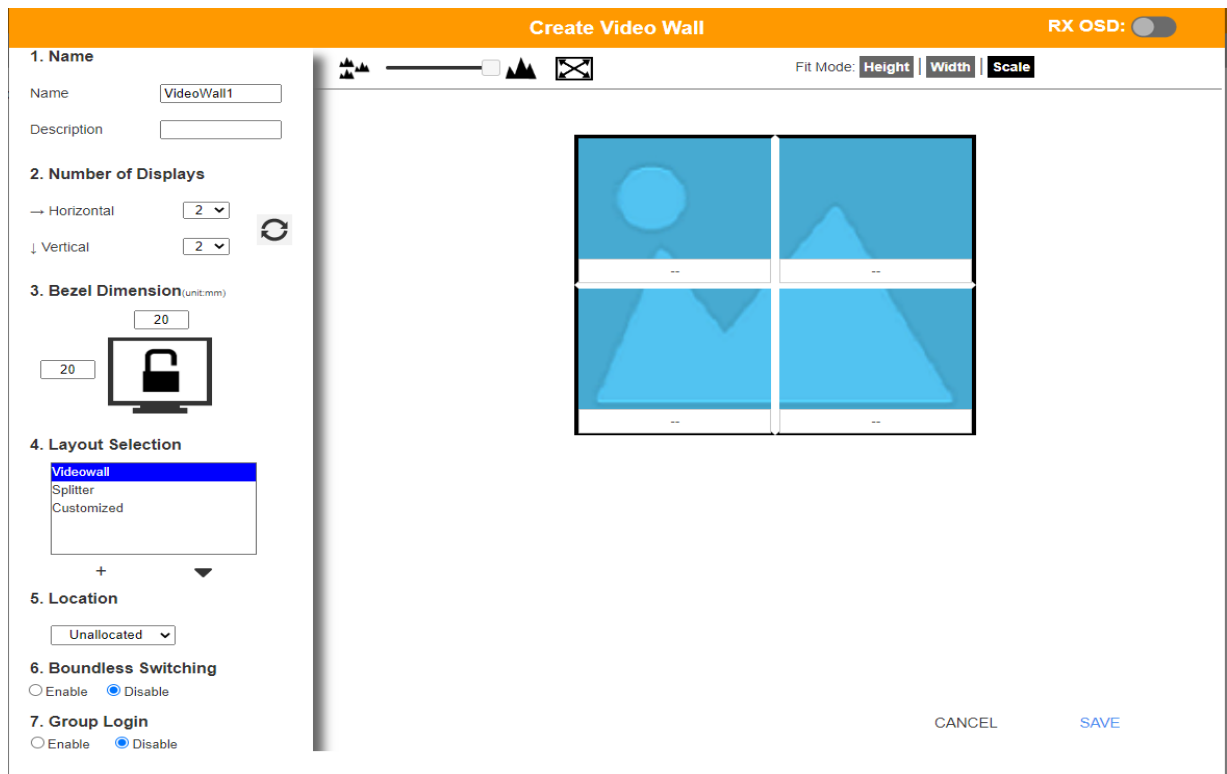 Create Video Wall
RX OSD:
1. Name
Name VideoWall1
Description
2. Number of Displays
→ Horizontal 2
↓ Vertical 2
3. Bezel Dimension(unit:mm)
20
20
4. Layout Selection
Videowall
Splitter
Customized
+
5. Location
Unallocated
6. Boundless Switching
Enable Disable
7. Group Login
Enable Disable
Fit Mode: Height | Width | Scale
-- --
-- --
CANCEL SAVE